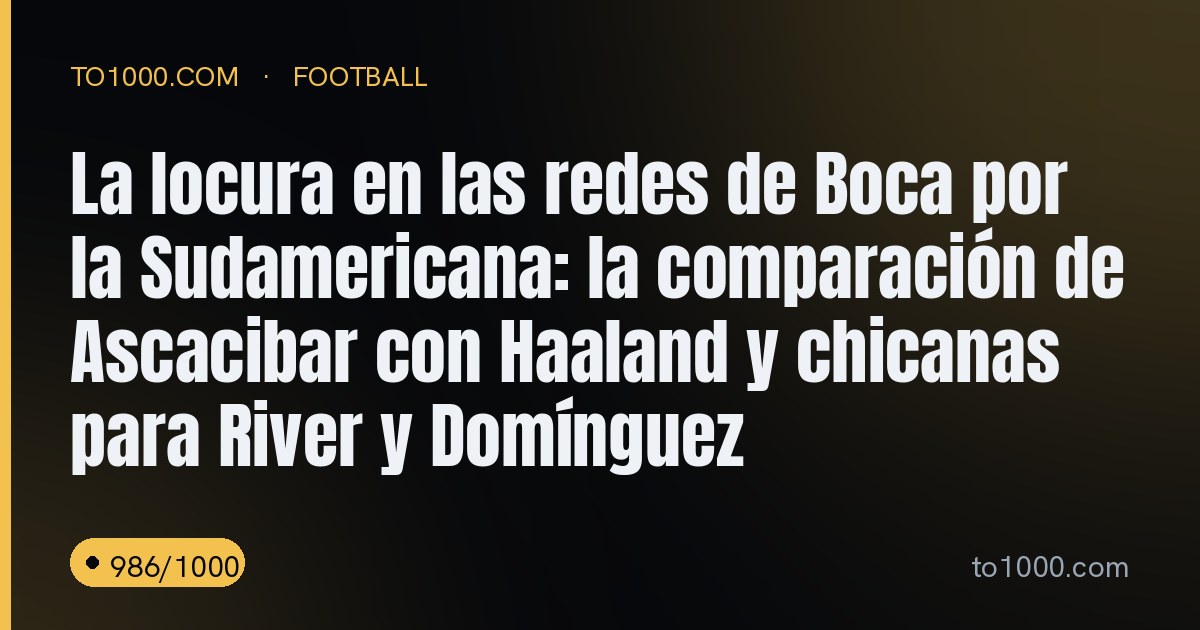 TO1000.COM · FOOTBALL
La locura en las redes de Boca por
la Sudamericana: la comparación de
Ascacibar con Haaland y chicanas
para River y Domínguez
986/1000
to1000.com